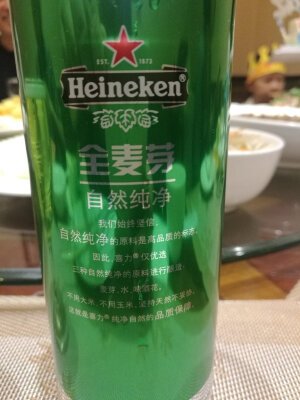 EST. 1873
Heineken®
全麦芽
自然纯净
我们始终坚信,
自然纯净的原料是高品质的标志。
因此,喜力®仅优选
三种自然纯净的原料进行酿造:
麦芽、水、啤酒花。
不用大米,不用玉米,坚持天然不妥协,
这就是喜力®纯净自然的品质保障。